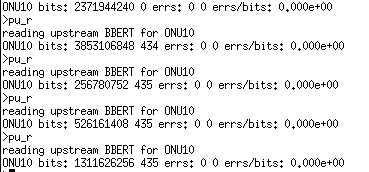 ONU10 bits: 2371944240 0 errs: 0 0 errs/bits: 0.000e+00
>pu_r
reading upstream BBERT for ONU10
ONU10 bits: 3853106848 434 errs: 0 0 errs/bits: 0.000e+00
>pu_r
reading upstream BBERT for ONU10
ONU10 bits: 256780752 435 errs: 0 0 errs/bits: 0.000e+00
>pu_r
reading upstream BBERT for ONU10
ONU10 bits: 526161408 435 errs: 0 0 errs/bits: 0.000e+00
>pu_r
reading upstream BBERT for ONU10
ONU10 bits: 1311626256 435 errs: 0 0 errs/bits: 0.000e+00